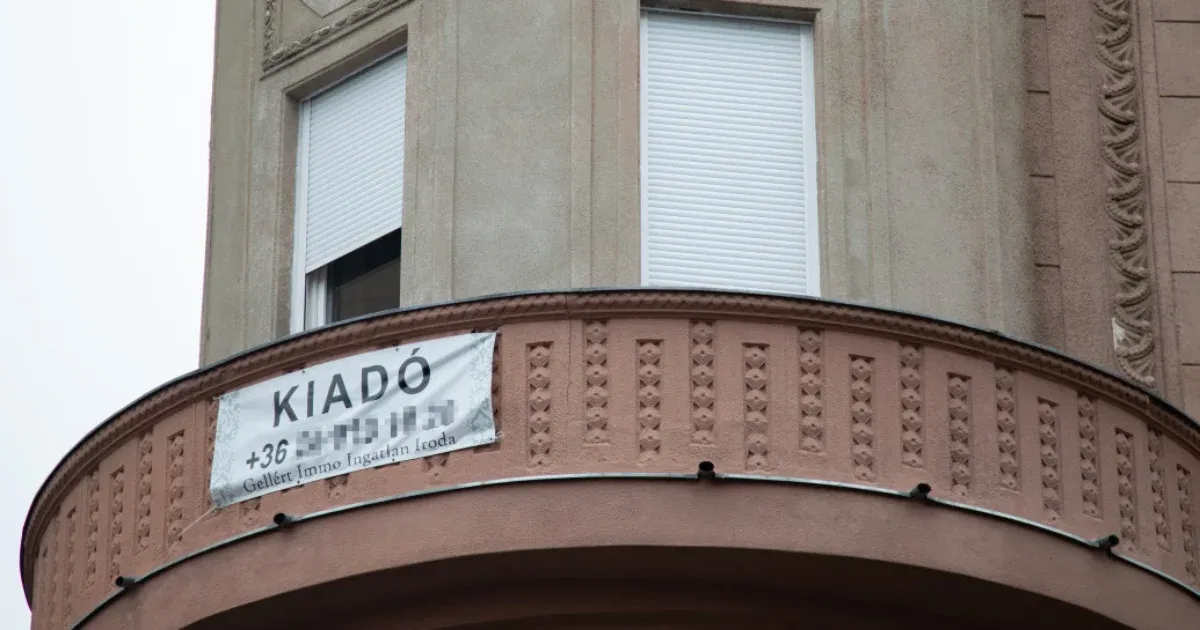 KIADÓ
+36
Gellért Immo Ingatlan Iroda